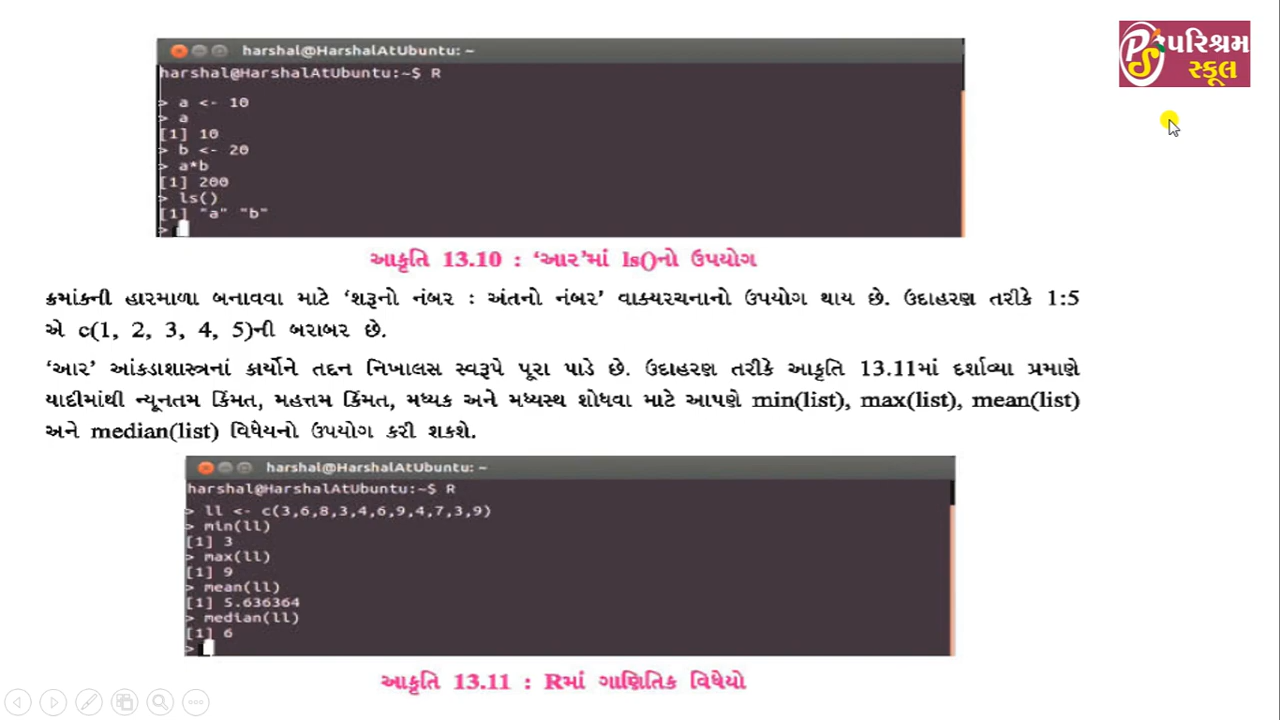 પરિશ્રમ
સ્કૂલ
harshal@HarshalAtUbuntu: ~
harshal@HarshalAtUbuntu:~$ R
> a <- 10
> a
[1] 10
> b <- 20
> a*b
[1] 200
> ls()
[1] "a" "b"
>
આકૃતિ 13.10 : ‘આર’માં ls()નો ઉપયોગ
ક્રમાંકની હારમાળા બનાવવા માટે ‘શરૂનો નંબર : અંતનો નંબર’ વાક્યરચનાનો ઉપયોગ થાય છે. ઉદાહરણ તરીકે 1:5
એ c(1, 2, 3, 4, 5)ની બરાબર છે.
‘આર’ આંકડાશાસ્ત્રનાં કાર્યોને તદન નિખાલસ સ્વરૂપે પૂરા પાડે છે. ઉદાહરણ તરીકે આકૃતિ 13.11માં દર્શાવ્યા પ્રમાણે
યાદીમાંથી ન્યૂનતમ કિંમત, મહત્તમ કિંમત, મધ્યક અને મધ્યસ્થ શોધવા માટે આપણે min(list), max(list), mean(list)
અને median(list) વિધેયનો ઉપયોગ કરી શકશે.
harshal@HarshalAtUbuntu: ~
harshal@HarshalAtUbuntu:~$ R
> ll <- c(3,6,8,3,4,6,9,4,7,3,9)
> min(ll)
[1] 3
> max(ll)
[1] 9
> mean(ll)
[1] 5.636364
> median(ll)
[1] 6
>
આકૃતિ 13.11 : Rમાં ગાણિતિક વિધેયો